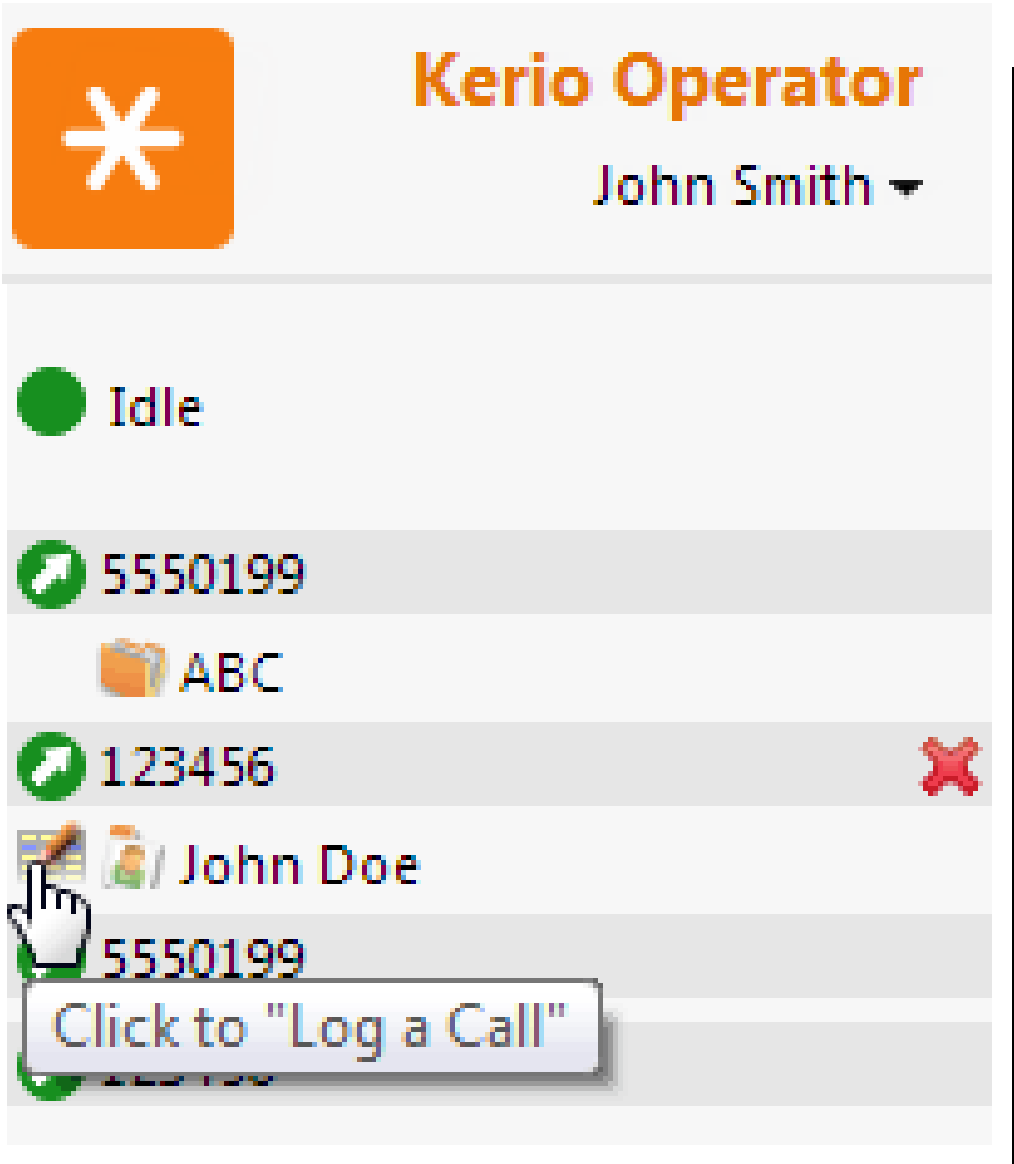 Kerio Operator
John Smith
Idle
5550199
ABC
123456
John Doe
5550199
Click to "Log a Call"